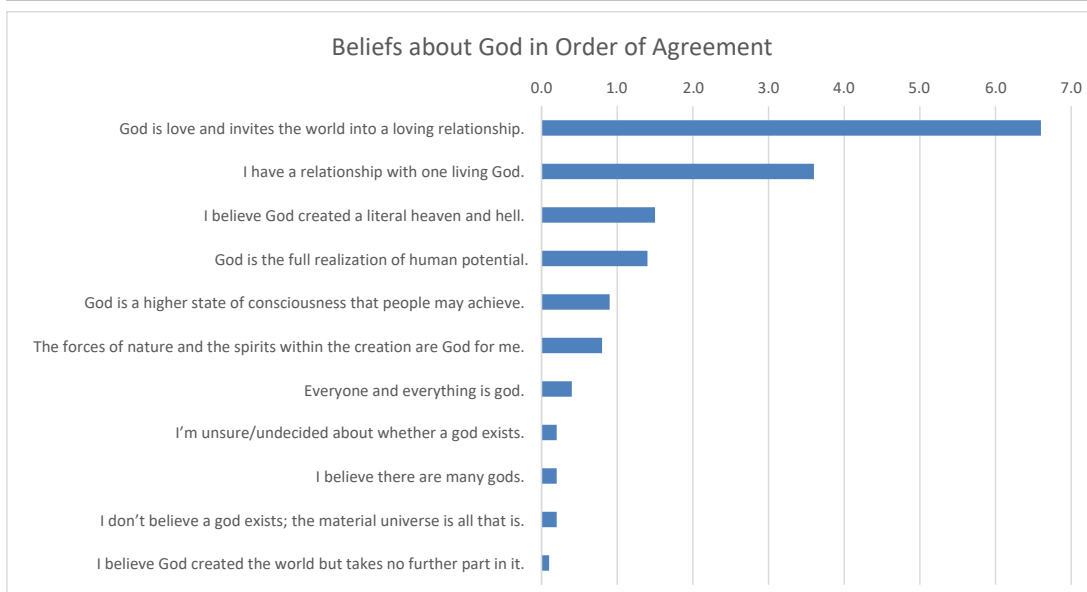 Beliefs about God in Order of Agreement
0.0 1.0 2.0 3.0 4.0 5.0 6.0 7.0
God is love and invites the world into a loving relationship.
I have a relationship with one living God.
I believe God created a literal heaven and hell.
God is the full realization of human potential.
God is a higher state of consciousness that people may achieve.
The forces of nature and the spirits within the creation are God for me.
Everyone and everything is god.
I’m unsure/undecided about whether a god exists.
I believe there are many gods.
I don’t believe a god exists; the material universe is all that is.
I believe God created the world but takes no further part in it.